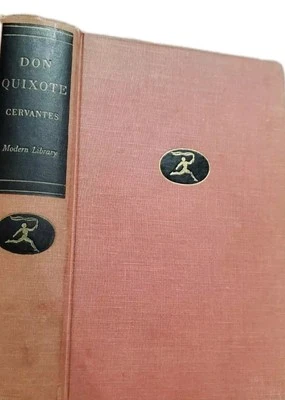 DON
QUIXOTE
CERVANTES
Modern Library